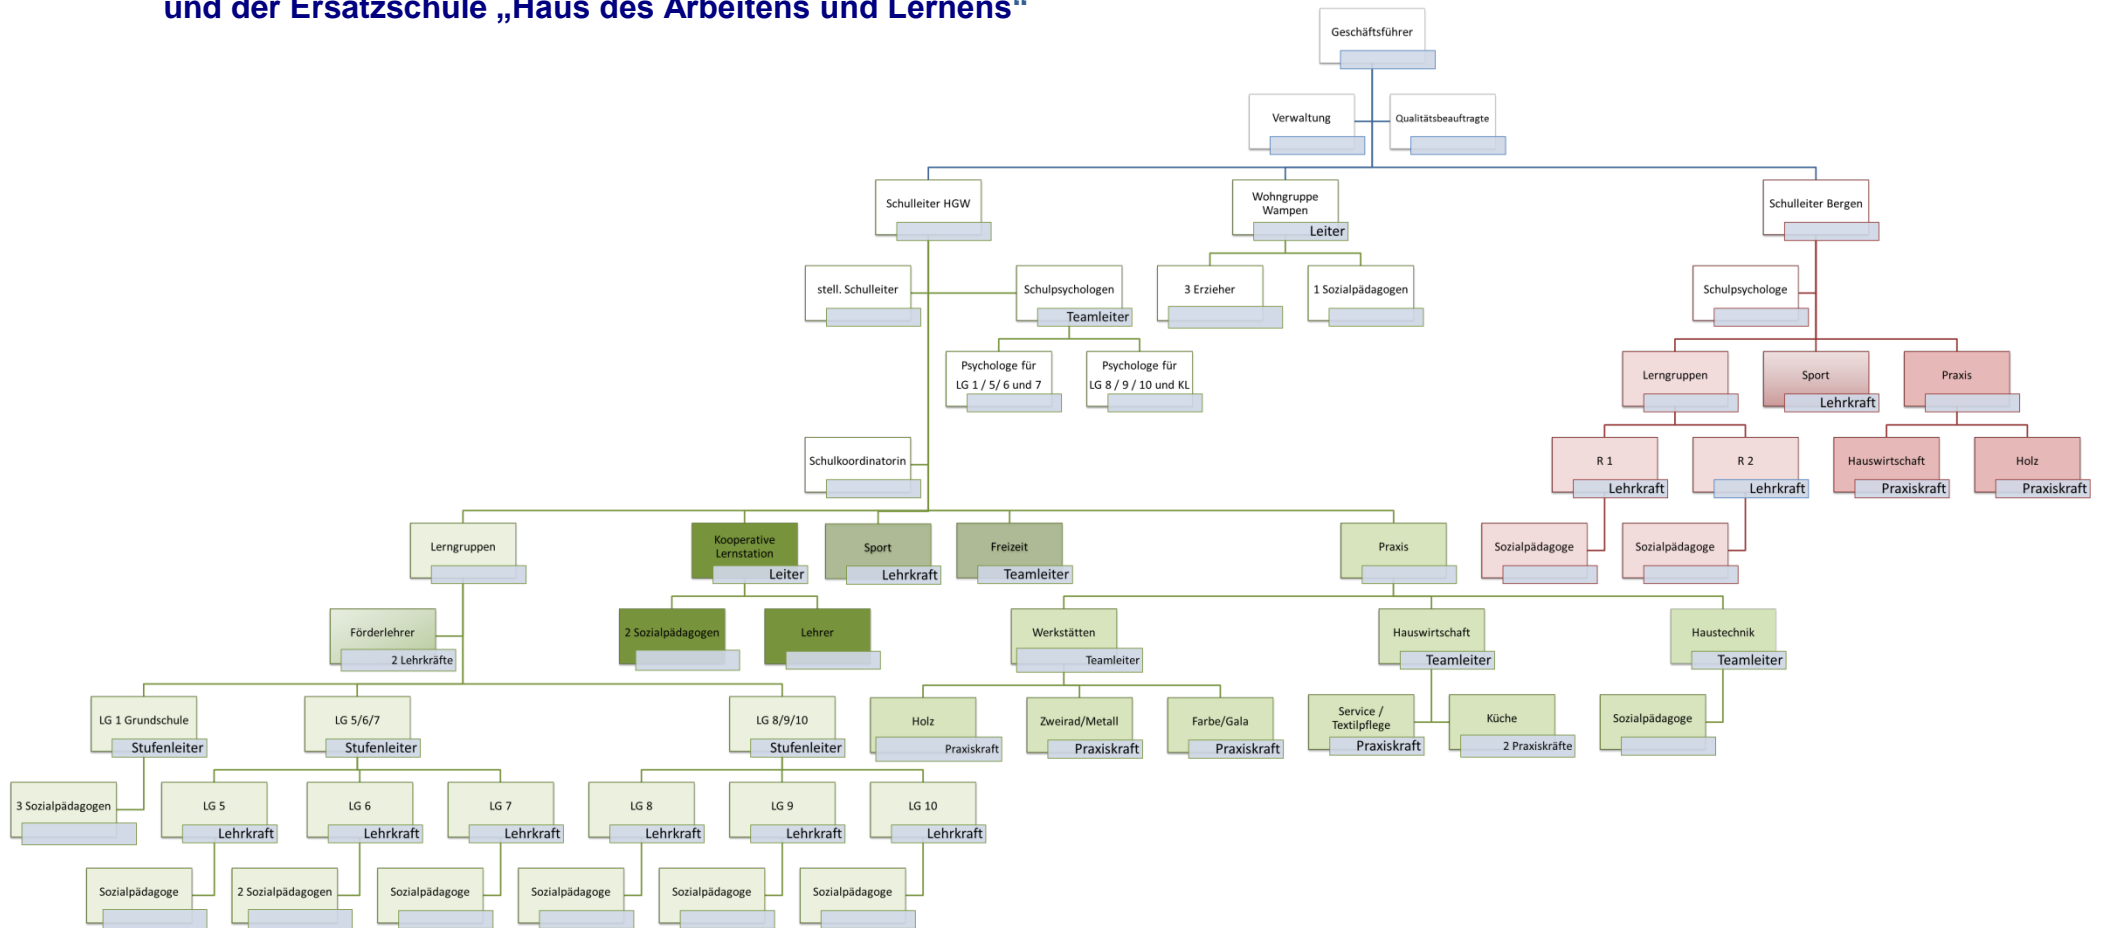 und der Ersatzschule „Haus des Arbeitens und Lernens“
Geschäftsführer
Verwaltung
Qualitätsbeauftragte
Schulleiter HGW
Wohngruppe
Wampen
Leiter
Schulleiter Bergen
stell. Schulleiter
Schulpsychologen
Teamleiter
3 Erzieher
1 Sozialpädagogen
Schulpsychologe
Psychologe für
LG 1 / 5/ 6 und 7
Psychologe für
LG 8 / 9 / 10 und KL
Lerngruppen
Sport
Lehrkraft
Praxis
Schulkoordinatorin
R 1
Lehrkraft
R 2
Lehrkraft
Hauswirtschaft
Praxiskraft
Holz
Praxiskraft
Lerngruppen
Kooperative
Lernstation
Leiter
Sport
Lehrkraft
Freizeit
Teamleiter
Praxis
Sozialpädagoge
Sozialpädagoge
Förderlehrer
2 Lehrkräfte
2 Sozialpädagogen
Lehrer
Werkstätten
Teamleiter
Hauswirtschaft
Teamleiter
Haustechnik
Teamleiter
LG 1 Grundschule
Stufenleiter
LG 5/6/7
Stufenleiter
LG 8/9/10
Stufenleiter
Holz
Praxiskraft
Zweirad/Metall
Praxiskraft
Farbe/Gala
Praxiskraft
Service /
Textilpflege
Praxiskraft
Küche
2 Praxiskräfte
Sozialpädagoge
3 Sozialpädagogen
LG 5
Lehrkraft
LG 6
Lehrkraft
LG 7
Lehrkraft
LG 8
Lehrkraft
LG 9
Lehrkraft
LG 10
Lehrkraft
Sozialpädagoge
2 Sozialpädagogen
Sozialpädagoge
Sozialpädagoge
Sozialpädagoge
Sozialpädagoge